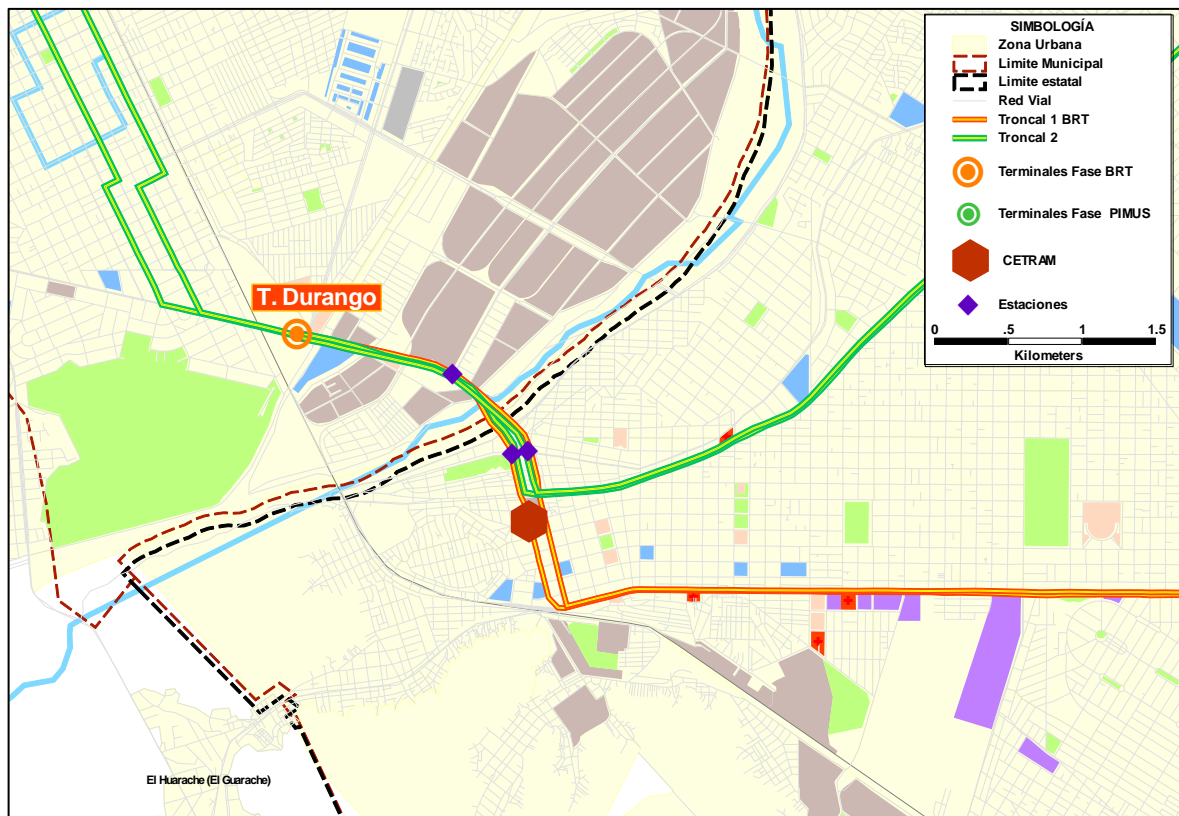 SIMBOLOGÍA
Zona Urbana
Limite Municipal
Limite estatal
Red Vial
Troncal 1 BRT
Troncal 2
Terminales Fase BRT
Terminales Fase PIMUS
CETRAM
Estaciones
0 .5 1 1.5
Kilometers
T. Durango
El Huarache (El Guarache)